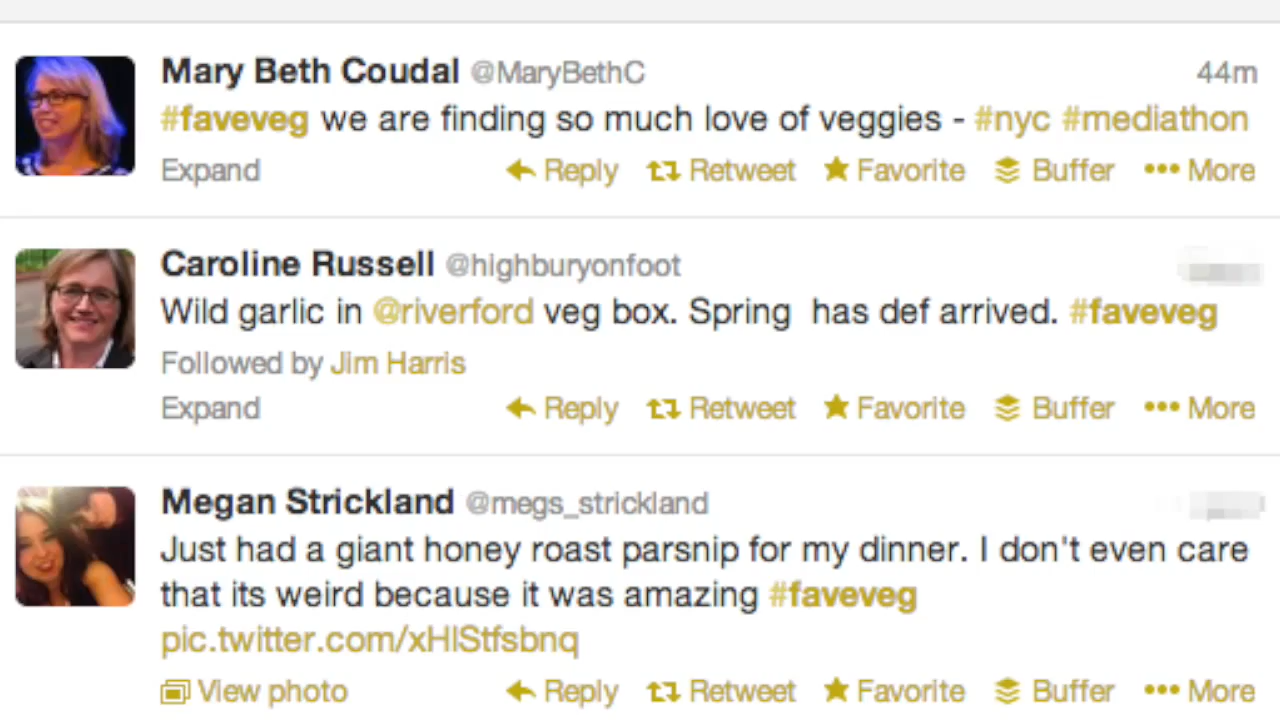 Mary Beth Coudal @MaryBethC 44m
#faveveg we are finding so much love of veggies - #nyc #mediathon
Expand Reply Retweet Favorite Buffer More
Caroline Russell @highburyonfoot
Wild garlic in @riverford veg box. Spring  has def arrived. #faveveg
Followed by Jim Harris
Expand Reply Retweet Favorite Buffer More
Megan Strickland @megs_strickland
Just had a giant honey roast parsnip for my dinner. I don't even care
that its weird because it was amazing #faveveg
pic.twitter.com/xHlStfsbnq
View photo Reply Retweet Favorite Buffer More